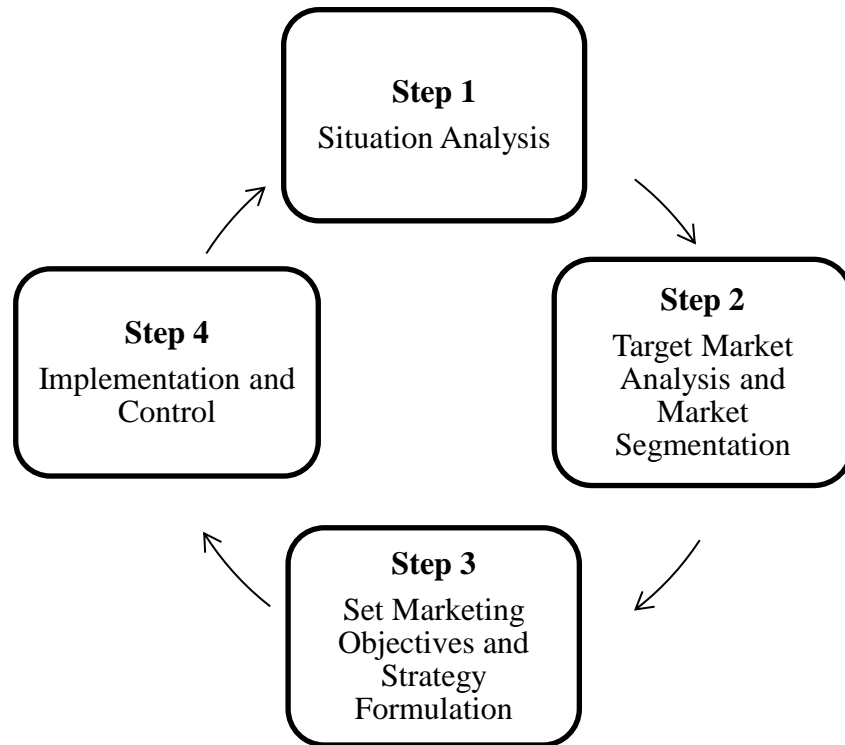 Step 1
Situation Analysis
Step 2
Target Market
Analysis and
Market
Segmentation
Step 3
Set Marketing
Objectives and
Strategy
Formulation
Step 4
Implementation and
Control